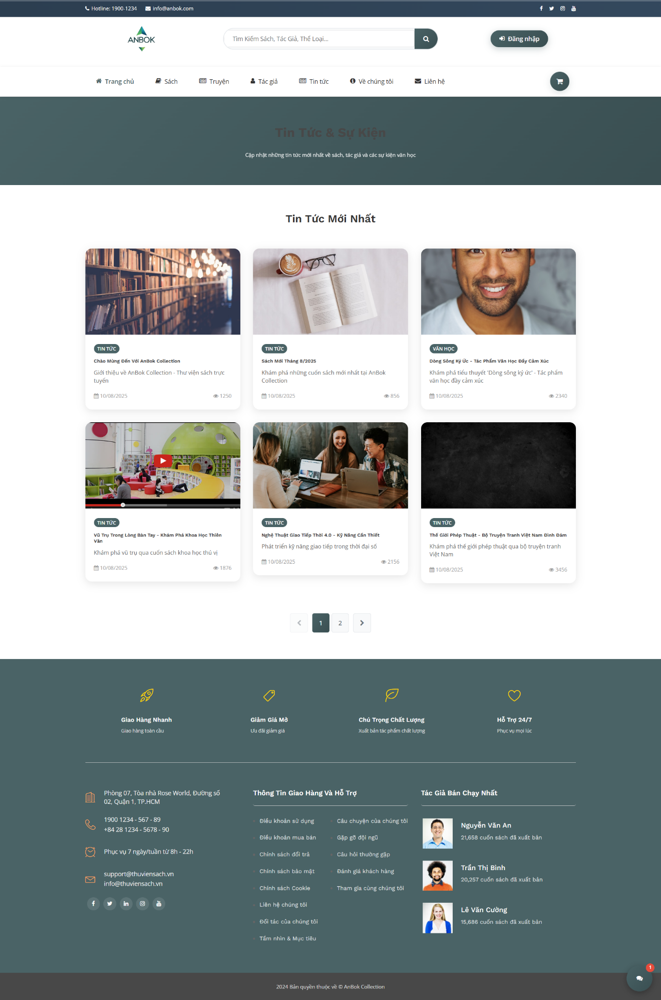 Hotline: 1900-1234 info@anbok.com
ANBOK
Tìm Kiếm Sách, Tác Giả, Thể Loại...
Đăng nhập
Trang chủ Sách Truyện Tác giả Tin tức Về chúng tôi Liên hệ
Tin Tức & Sự Kiện
Cập nhật những tin tức mới nhất về sách, tác giả và các sự kiện văn học
Tin Tức Mới Nhất
TIN TỨC
Chào Mừng Đến Với AnBok Collection
Giới thiệu về AnBok Collection - Thư viện sách trực
tuyến
10/08/2025 1250
TIN TỨC
Sách Mới Tháng 8/2025
Khám phá những cuốn sách mới nhất tại AnBok
Collection
10/08/2025 856
VĂN HỌC
Dòng Sông Ký Ức - Tác Phẩm Văn Học Đầy Cảm Xúc
Khám phá tiểu thuyết 'Dòng sông ký ức' - Tác phẩm
văn học đầy cảm xúc
10/08/2025 2340
TIN TỨC
Vũ Trụ Trong Lòng Bàn Tay - Khám Phá Khoa Học Thiên
Văn
Khám phá vũ trụ qua cuốn sách khoa học thú vị
10/08/2025 1876
TIN TỨC
Nghệ Thuật Giao Tiếp Thời 4.0 - Kỹ Năng Cần Thiết
Phát triển kỹ năng giao tiếp trong thời đại số
10/08/2025 2156
TIN TỨC
Thế Giới Phép Thuật - Bộ Truyện Tranh Việt Nam Đình Đám
Khám phá thế giới phép thuật qua bộ truyện tranh
Việt Nam
10/08/2025 3456
1 2
Giao Hàng Nhanh
Giao hàng toàn cầu
Giảm Giá Mở
Ưu đãi giảm giá
Chú Trọng Chất Lượng
Xuất bản tác phẩm chất lượng
Hỗ Trợ 24/7
Phục vụ mọi lúc
Phòng 07, Tòa nhà Rose World, Đường số
02, Quận 1, TP.HCM
1900 1234 - 567 - 89
+84 28 1234 - 5678 - 90
Phục vụ 7 ngày/tuần từ 8h - 22h
support@thuviensach.vn
info@thuviensach.vn
Thông Tin Giao Hàng Và Hỗ Trợ
Điều khoản sử dụng
Điều khoản mua bán
Chính sách đổi trả
Chính sách bảo mật
Chính sách Cookie
Liên hệ chúng tôi
Đối tác của chúng tôi
Tầm nhìn & Mục tiêu
Câu chuyện của chúng tôi
Gặp gỡ đội ngũ
Câu hỏi thường gặp
Đánh giá khách hàng
Tham gia cùng chúng tôi
Tác Giả Bán Chạy Nhất
Nguyễn Văn An
21,658 cuốn sách đã xuất bản
Trần Thị Bình
20,257 cuốn sách đã xuất bản
Lê Văn Cường
15,686 cuốn sách đã xuất bản
1
2024 Bản quyền thuộc về © AnBok Collection